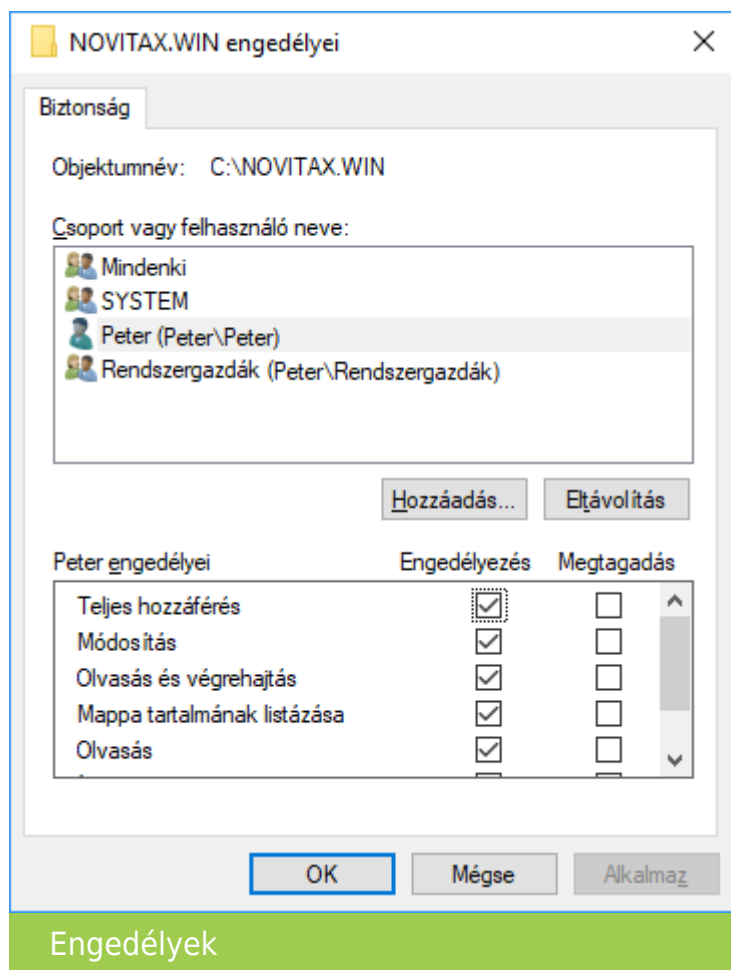 NOVITAX.WIN engedélyei
Biztonság
Objektumnév: C:\NOVITAX.WIN
Csoport vagy felhasználó neve:
Mindenki
SYSTEM
Peter (Peter\Peter)
Rendszergazdák (Peter\Rendszergazdák)
Hozzáadás... Eltávolítás
Peter engedélyei Engedélyezés Megtagadás
Teljes hozzáférés
Módosítás
Olvasás és végrehajtás
Mappa tartalmának listázása
Olvasás
OK Mégse Alkalmaz
Engedélyek